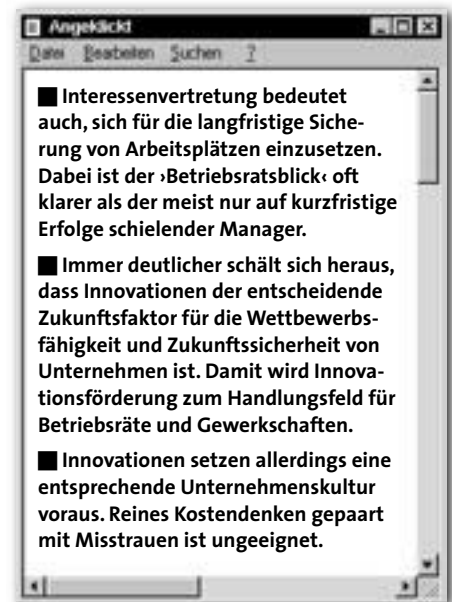 Angeklickt
Datei Bearbeiten Suchen ?
■ Interessenvertretung bedeutet
auch, sich für die langfristige Siche-
rung von Arbeitsplätzen einzusetzen.
Dabei ist der ›Betriebsratsblick‹ oft
klarer als der meist nur auf kurzfristige
Erfolge schielender Manager.
■ Immer deutlicher schält sich heraus,
dass Innovationen der entscheidende
Zukunftsfaktor für die Wettbewerbs-
fähigkeit und Zukunftssicherheit von
Unternehmen ist. Damit wird Innova-
tionsförderung zum Handlungsfeld für
Betriebsräte und Gewerkschaften.
■ Innovationen setzen allerdings eine
entsprechende Unternehmenskultur
voraus. Reines Kostendenken gepaart
mit Misstrauen ist ungeeignet.